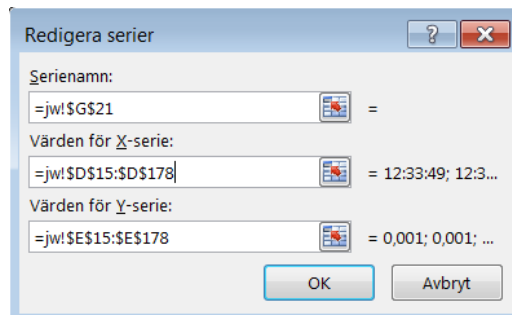 Redigera serier
Serienamn:
=jw!$G$21 =
Värden för X-serie:
=jw!$D$15:$D$178 = 12:33:49; 12:3...
Värden för Y-serie:
=jw!$E$15:$E$178 = 0,001; 0,001; ...
OK Avbryt